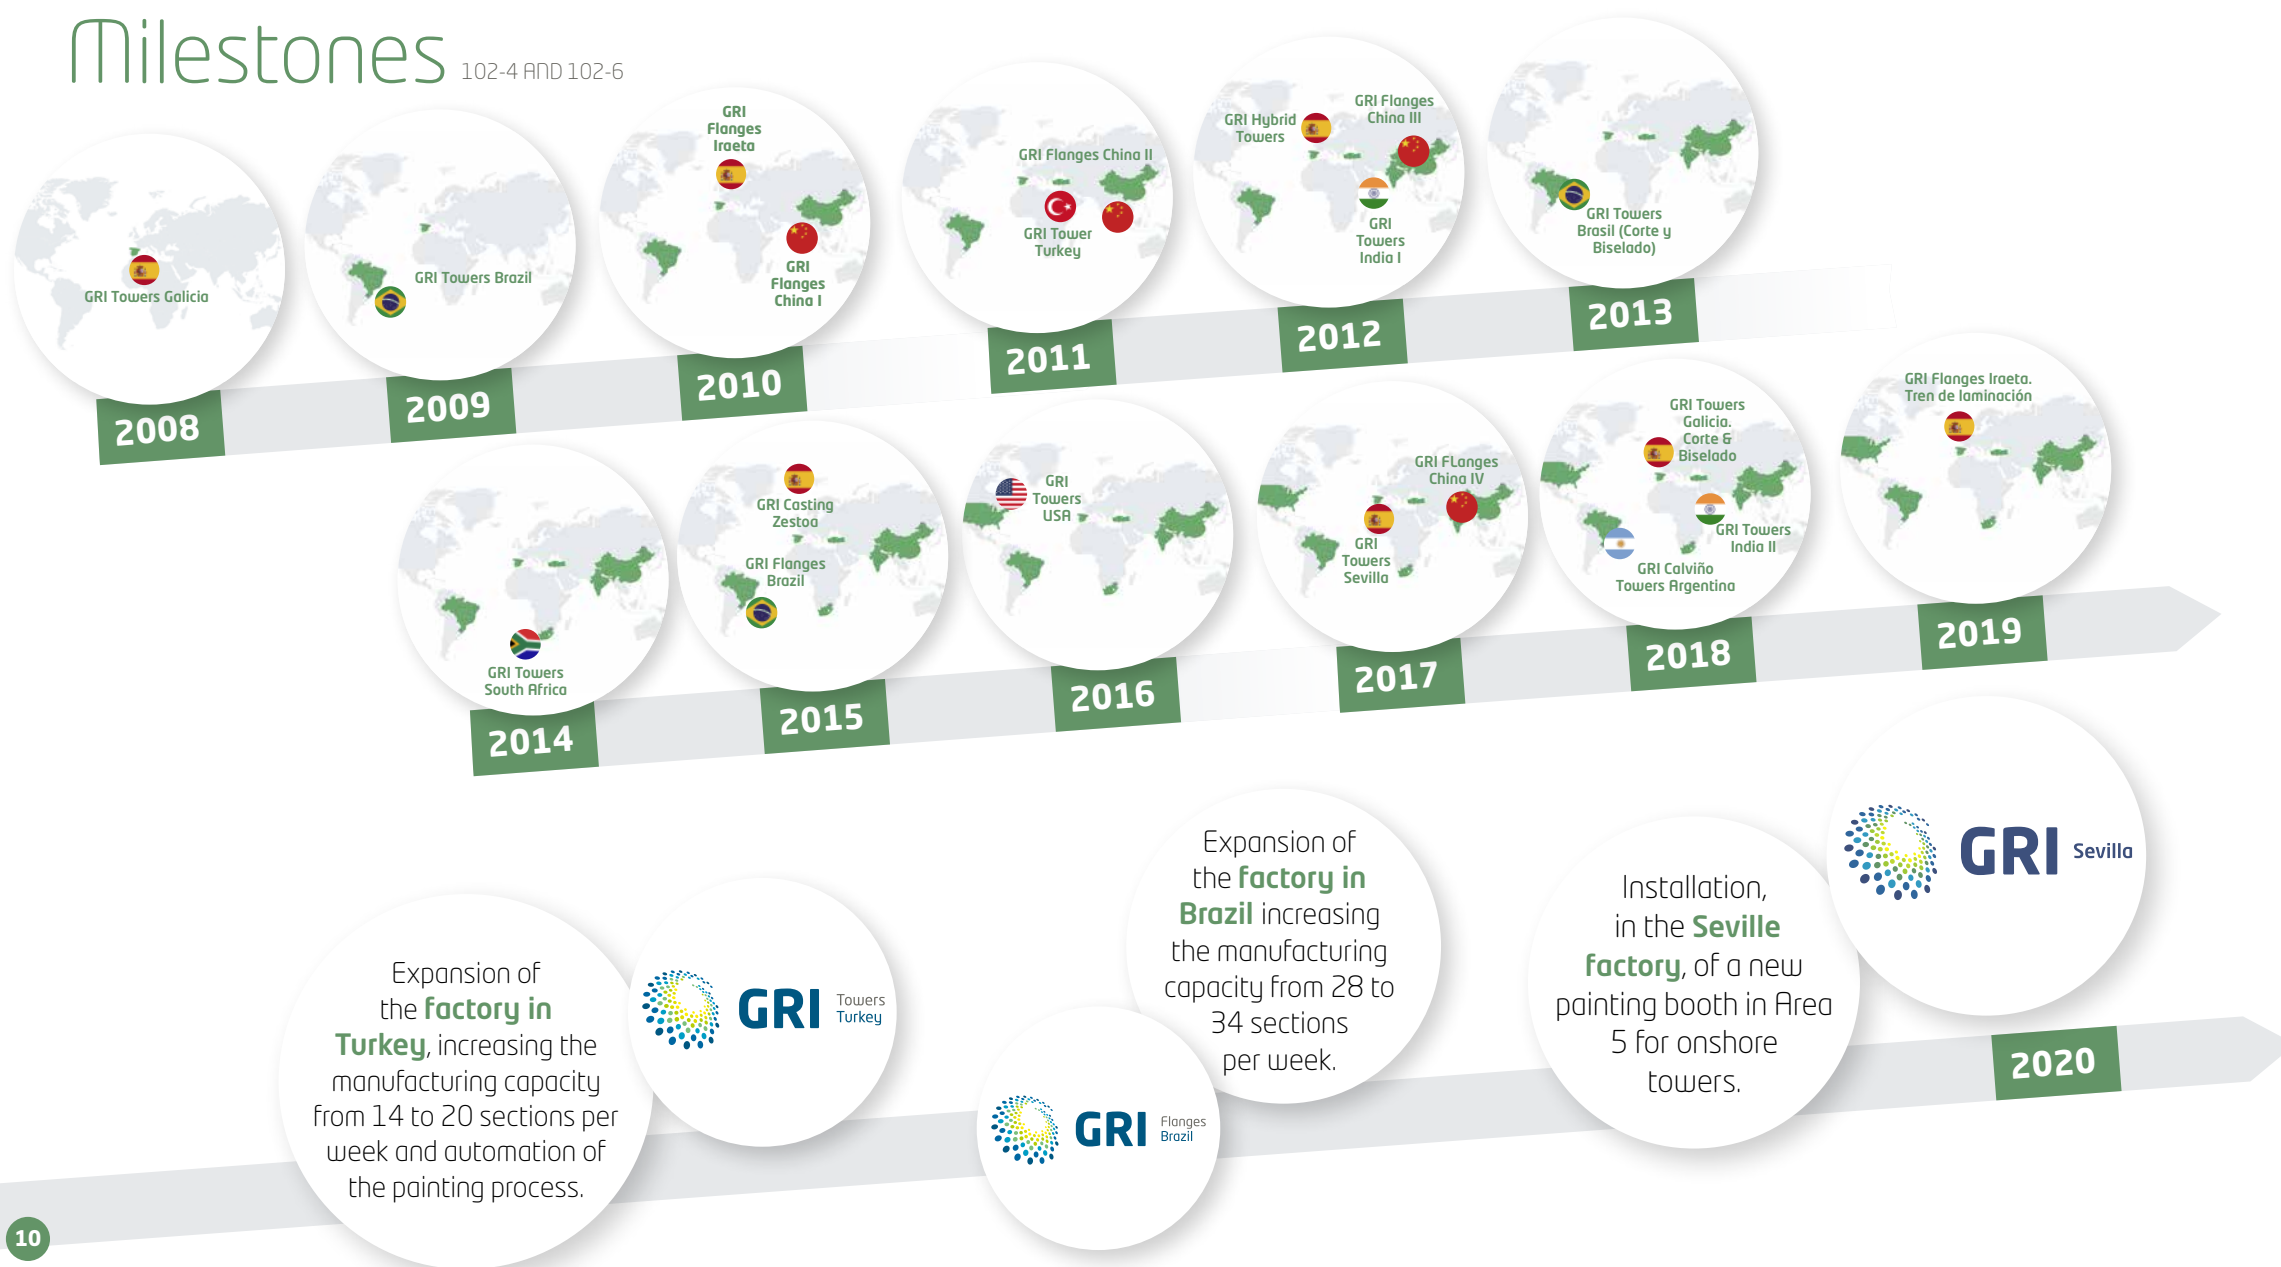 Milestones 102-4 AND 102-6
GRI Towers Galicia
2008
GRI Towers Brazil
2009
GRI
Flanges
Iraeta
GRI
Flanges
China I
2010
GRI Flanges China II
GRI Tower
Turkey
2011
GRI Hybrid
Towers
GRI Flanges
China III
GRI
Towers
India I
2012
GRI Towers
Brasil (Corte y
Biselado)
2013
GRI Towers
South Africa
2014
GRI Casting
Zestoa
GRI Flanges
Brazil
2015
GRI
Towers
USA
2016
GRI FLanges
China IV
GRI
Towers
Sevilla
2017
GRI Towers
Galicia.
Corte &
Biselado
GRI Towers
India II
GRI Calviño
Towers Argentina
2018
GRI Flanges Iraeta.
Tren de laminación
2019
Expansion of
the factory in
Turkey, increasing the
manufacturing capacity
from 14 to 20 sections per
week and automation of
the painting process.
GRI Towers
Turkey
Expansion of
the factory in
Brazil increasing
the manufacturing
capacity from 28 to
34 sections
per week.
GRI Flanges
Brazil
Installation,
in the Seville
factory, of a new
painting booth in Area
5 for onshore
towers.
GRI Sevilla
2020
10